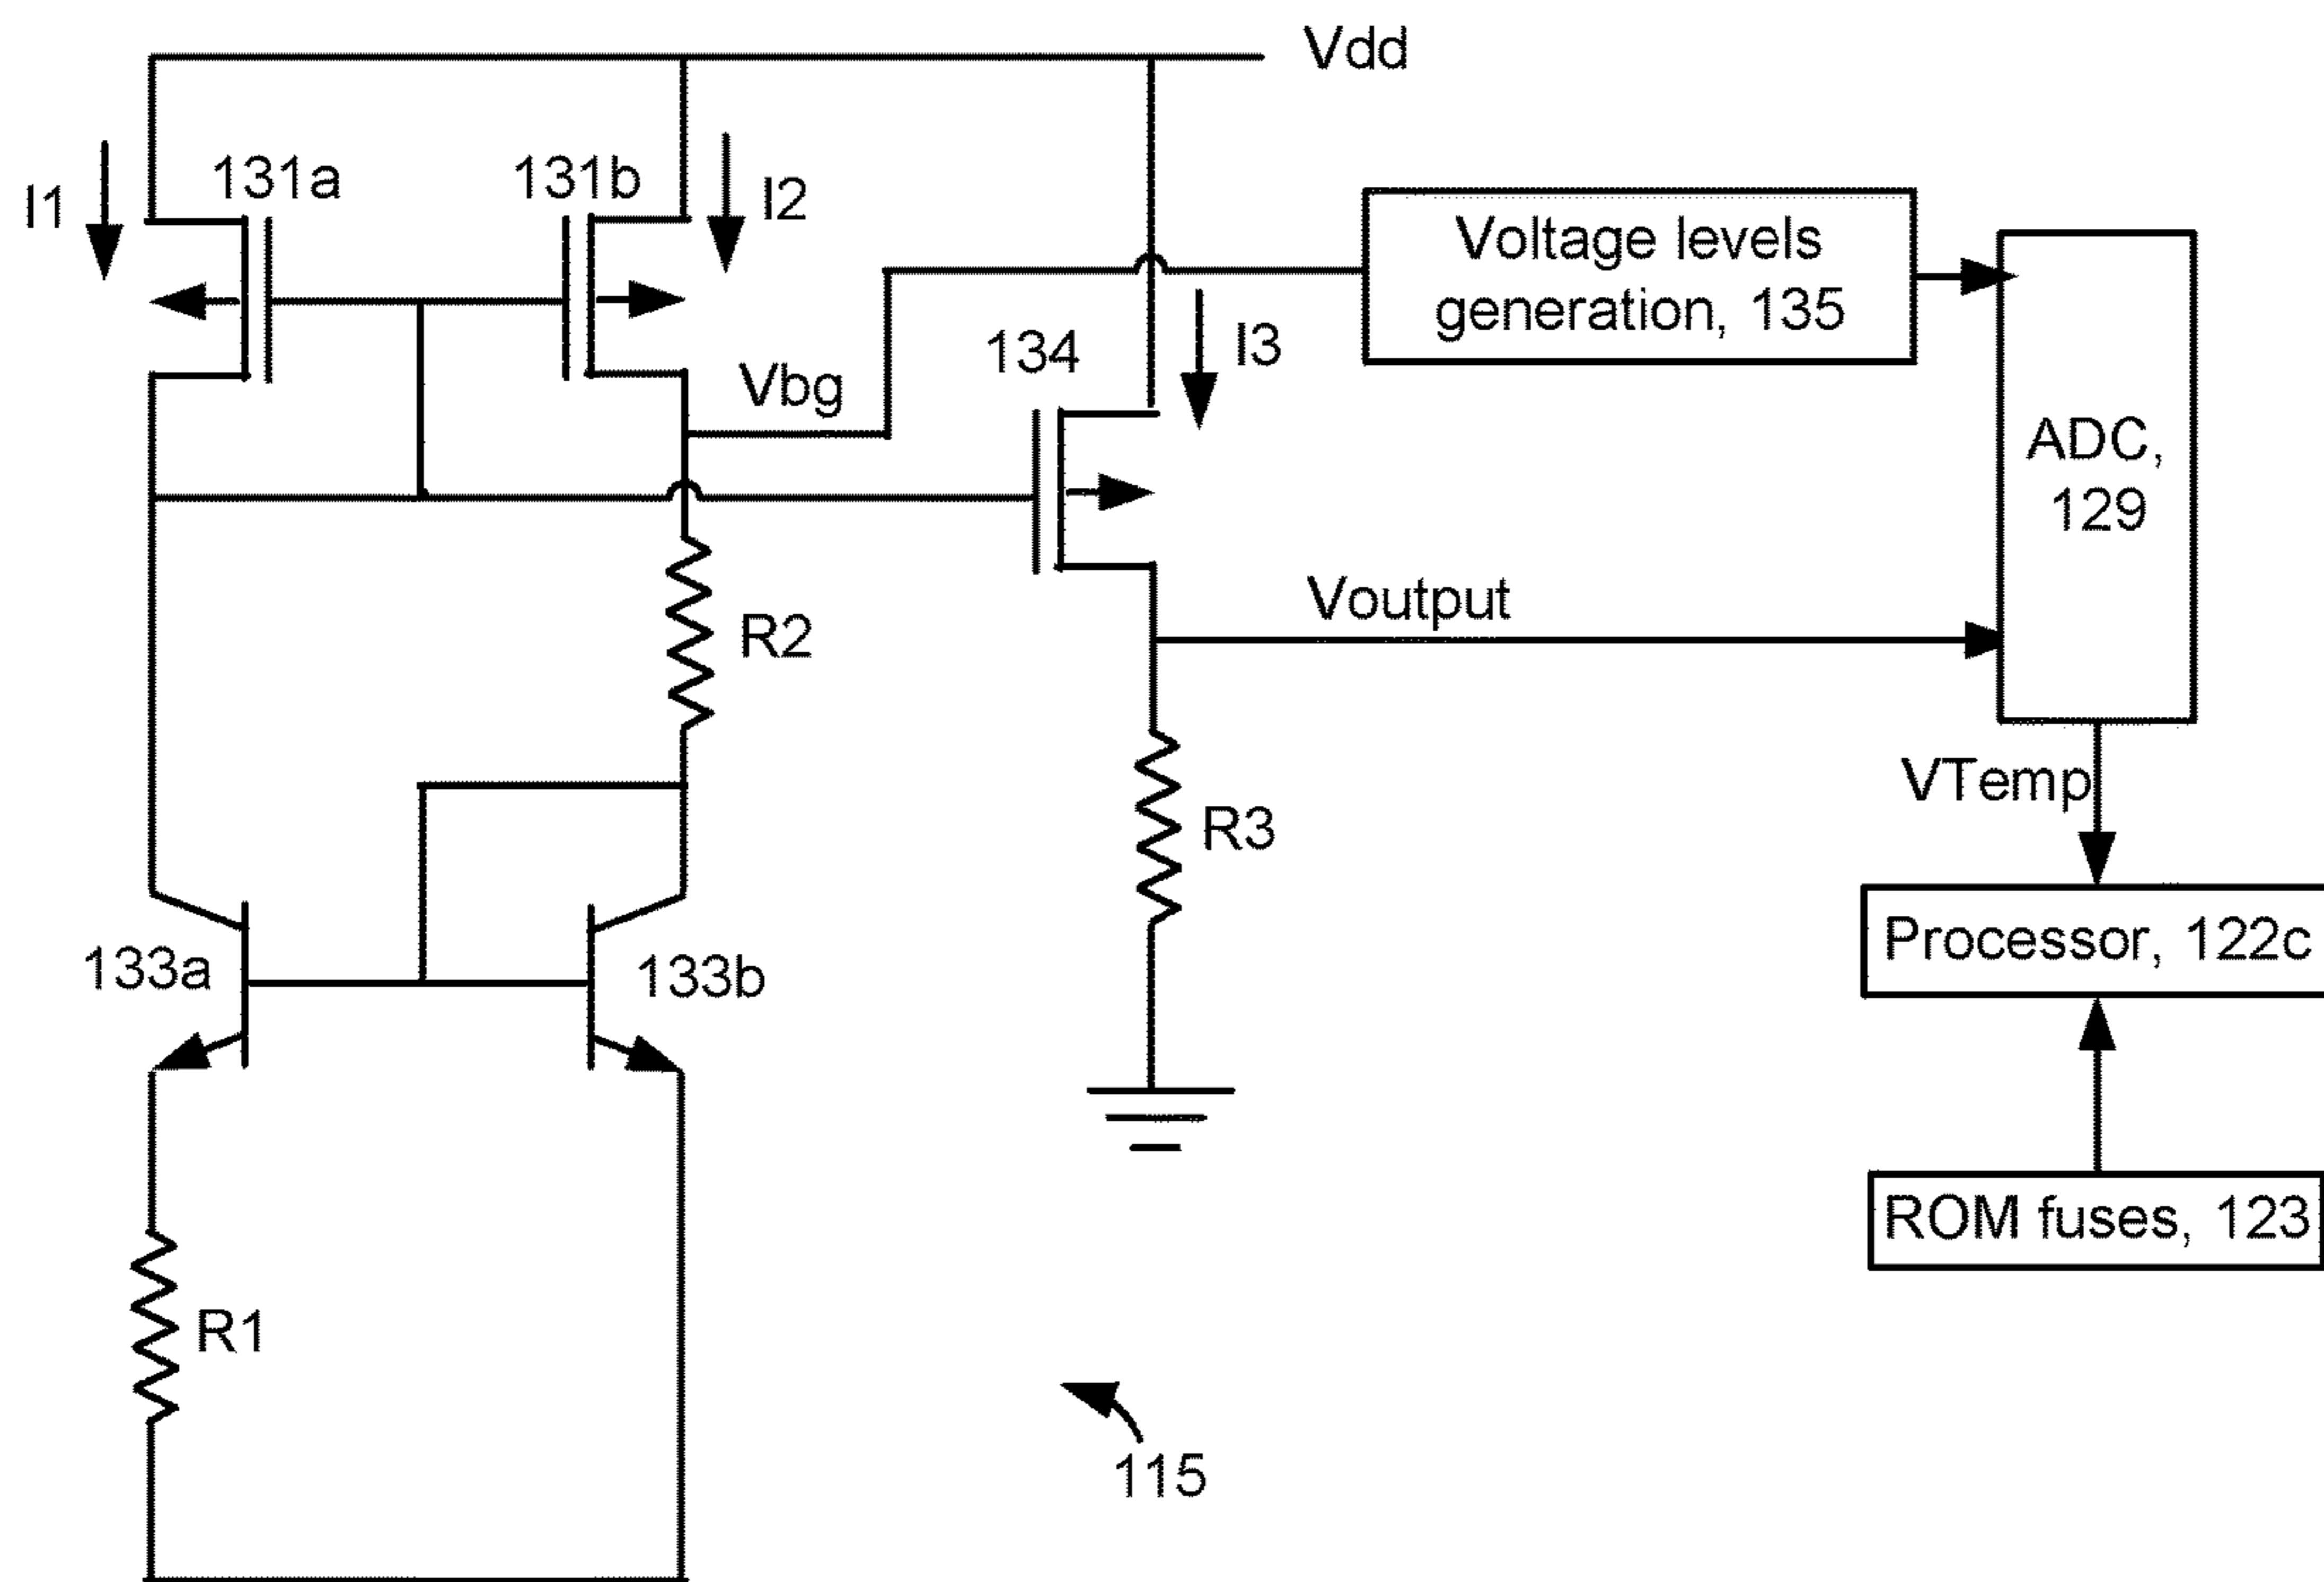 Vdd
I1
131a
131b
I2
Voltage levels
generation, 135
134
I3
Vbg
ADC,
129
Voutput
R2
VTemp
R3
133a
133b
Processor, 122c
ROM fuses, 123
R1
115